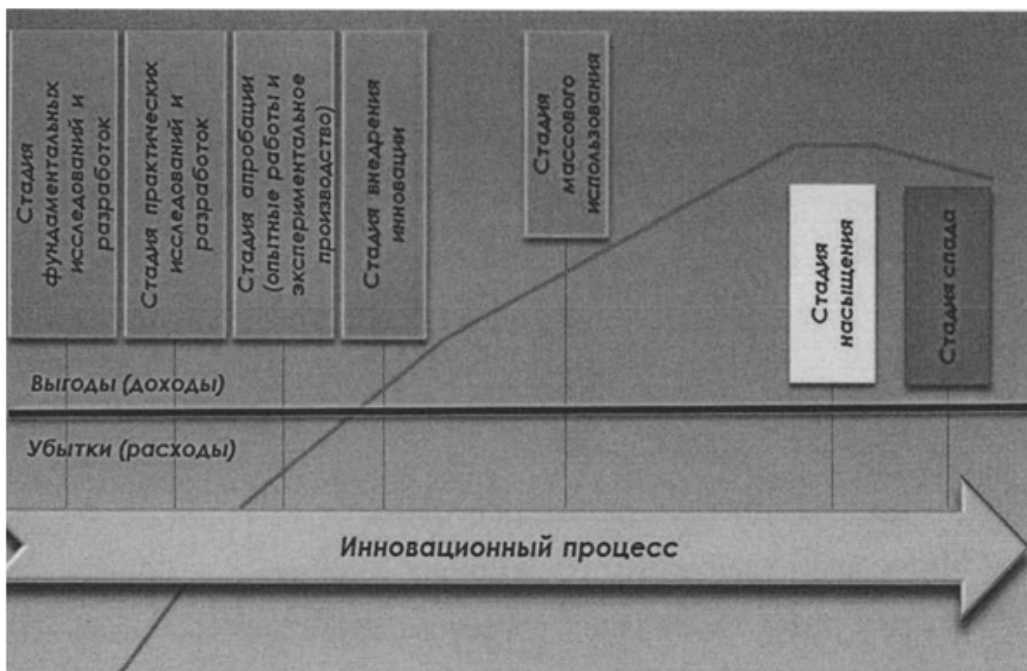 Стадия
фундаментальных
исследований и
разработок
Стадия практических
исследований и
разработок
Стадия апробации
(опытные работы и
экспериментальное
производство)
Стадия внедрения
инновации
Стадия
массового
использования
Стадия
насыщения
Стадия спада
Выгоды (доходы)
Убытки (расходы)
Инновационный процесс